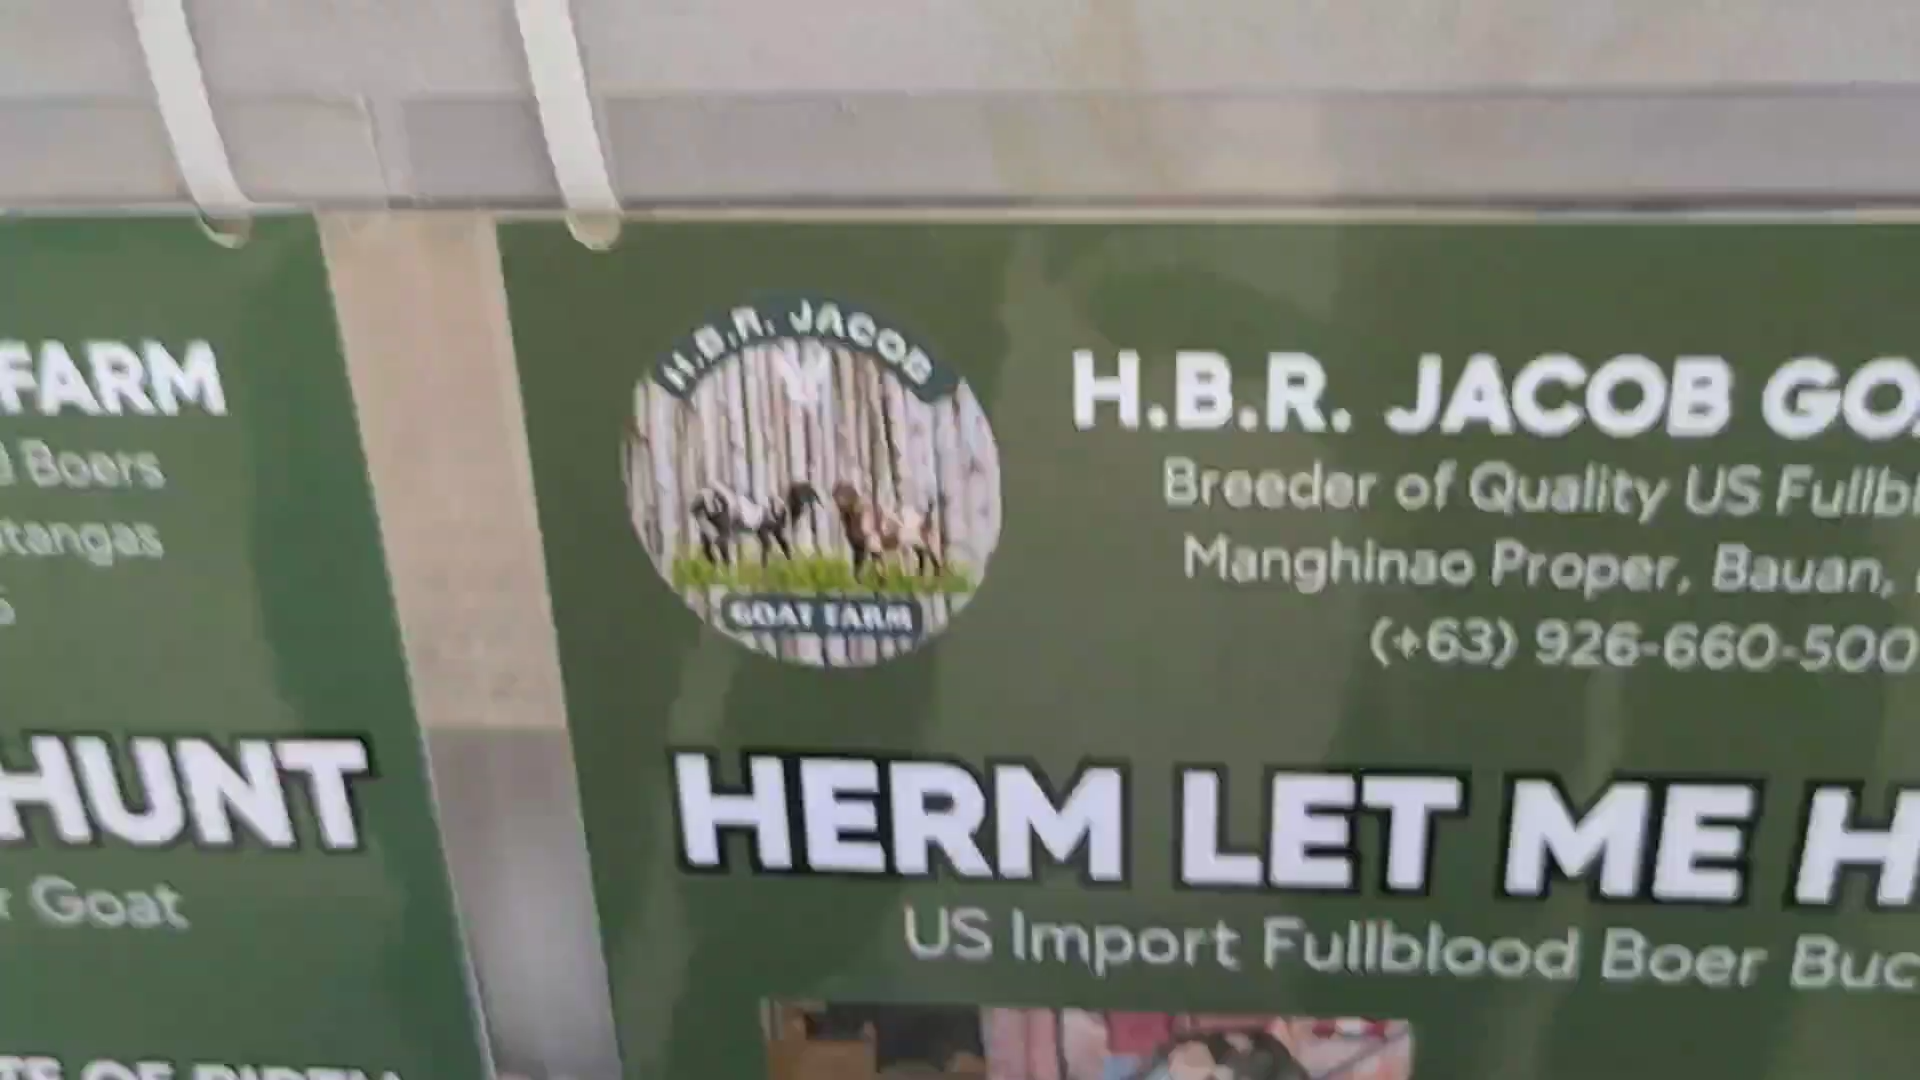 FARM
Boers
tangas
HUNT
Goat
H.B.R. JACOB
GOAT FARM
H.B.R. JACOB GO
Breeder of Quality US Fullbl
Manghinao Proper, Bauan,
(+63) 926-660-500
HERM LET ME H
US Import Fullblood Boer Buc